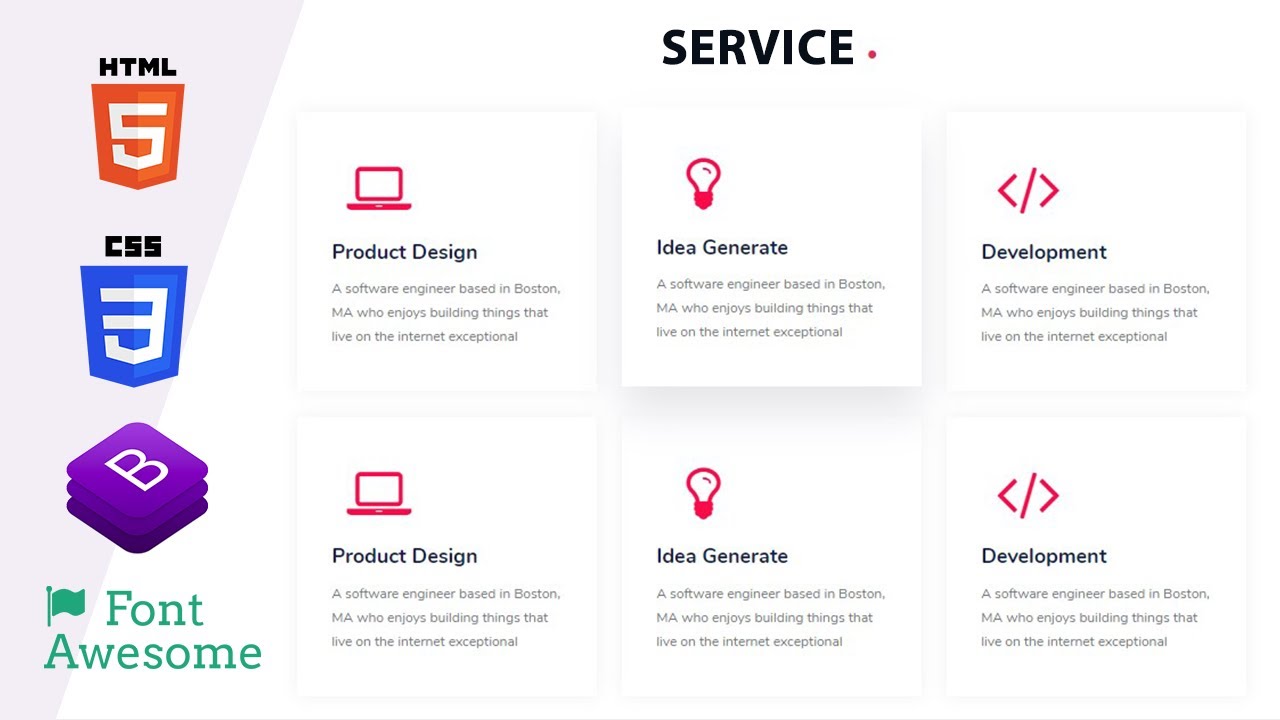 SERVICE
HTML
5
CSS
3
B
Font
Awesome
Product Design
A software engineer based in Boston,
MA who enjoys building things that
live on the internet exceptional
Idea Generate
A software engineer based in Boston,
MA who enjoys building things that
live on the internet exceptional
</>
Development
A software engineer based in Boston,
MA who enjoys building things that
live on the internet exceptional
Product Design
A software engineer based in Boston,
MA who enjoys building things that
live on the internet exceptional
Idea Generate
A software engineer based in Boston,
MA who enjoys building things that
live on the internet exceptional
</>
Development
A software engineer based in Boston,
MA who enjoys building things that
live on the internet exceptional